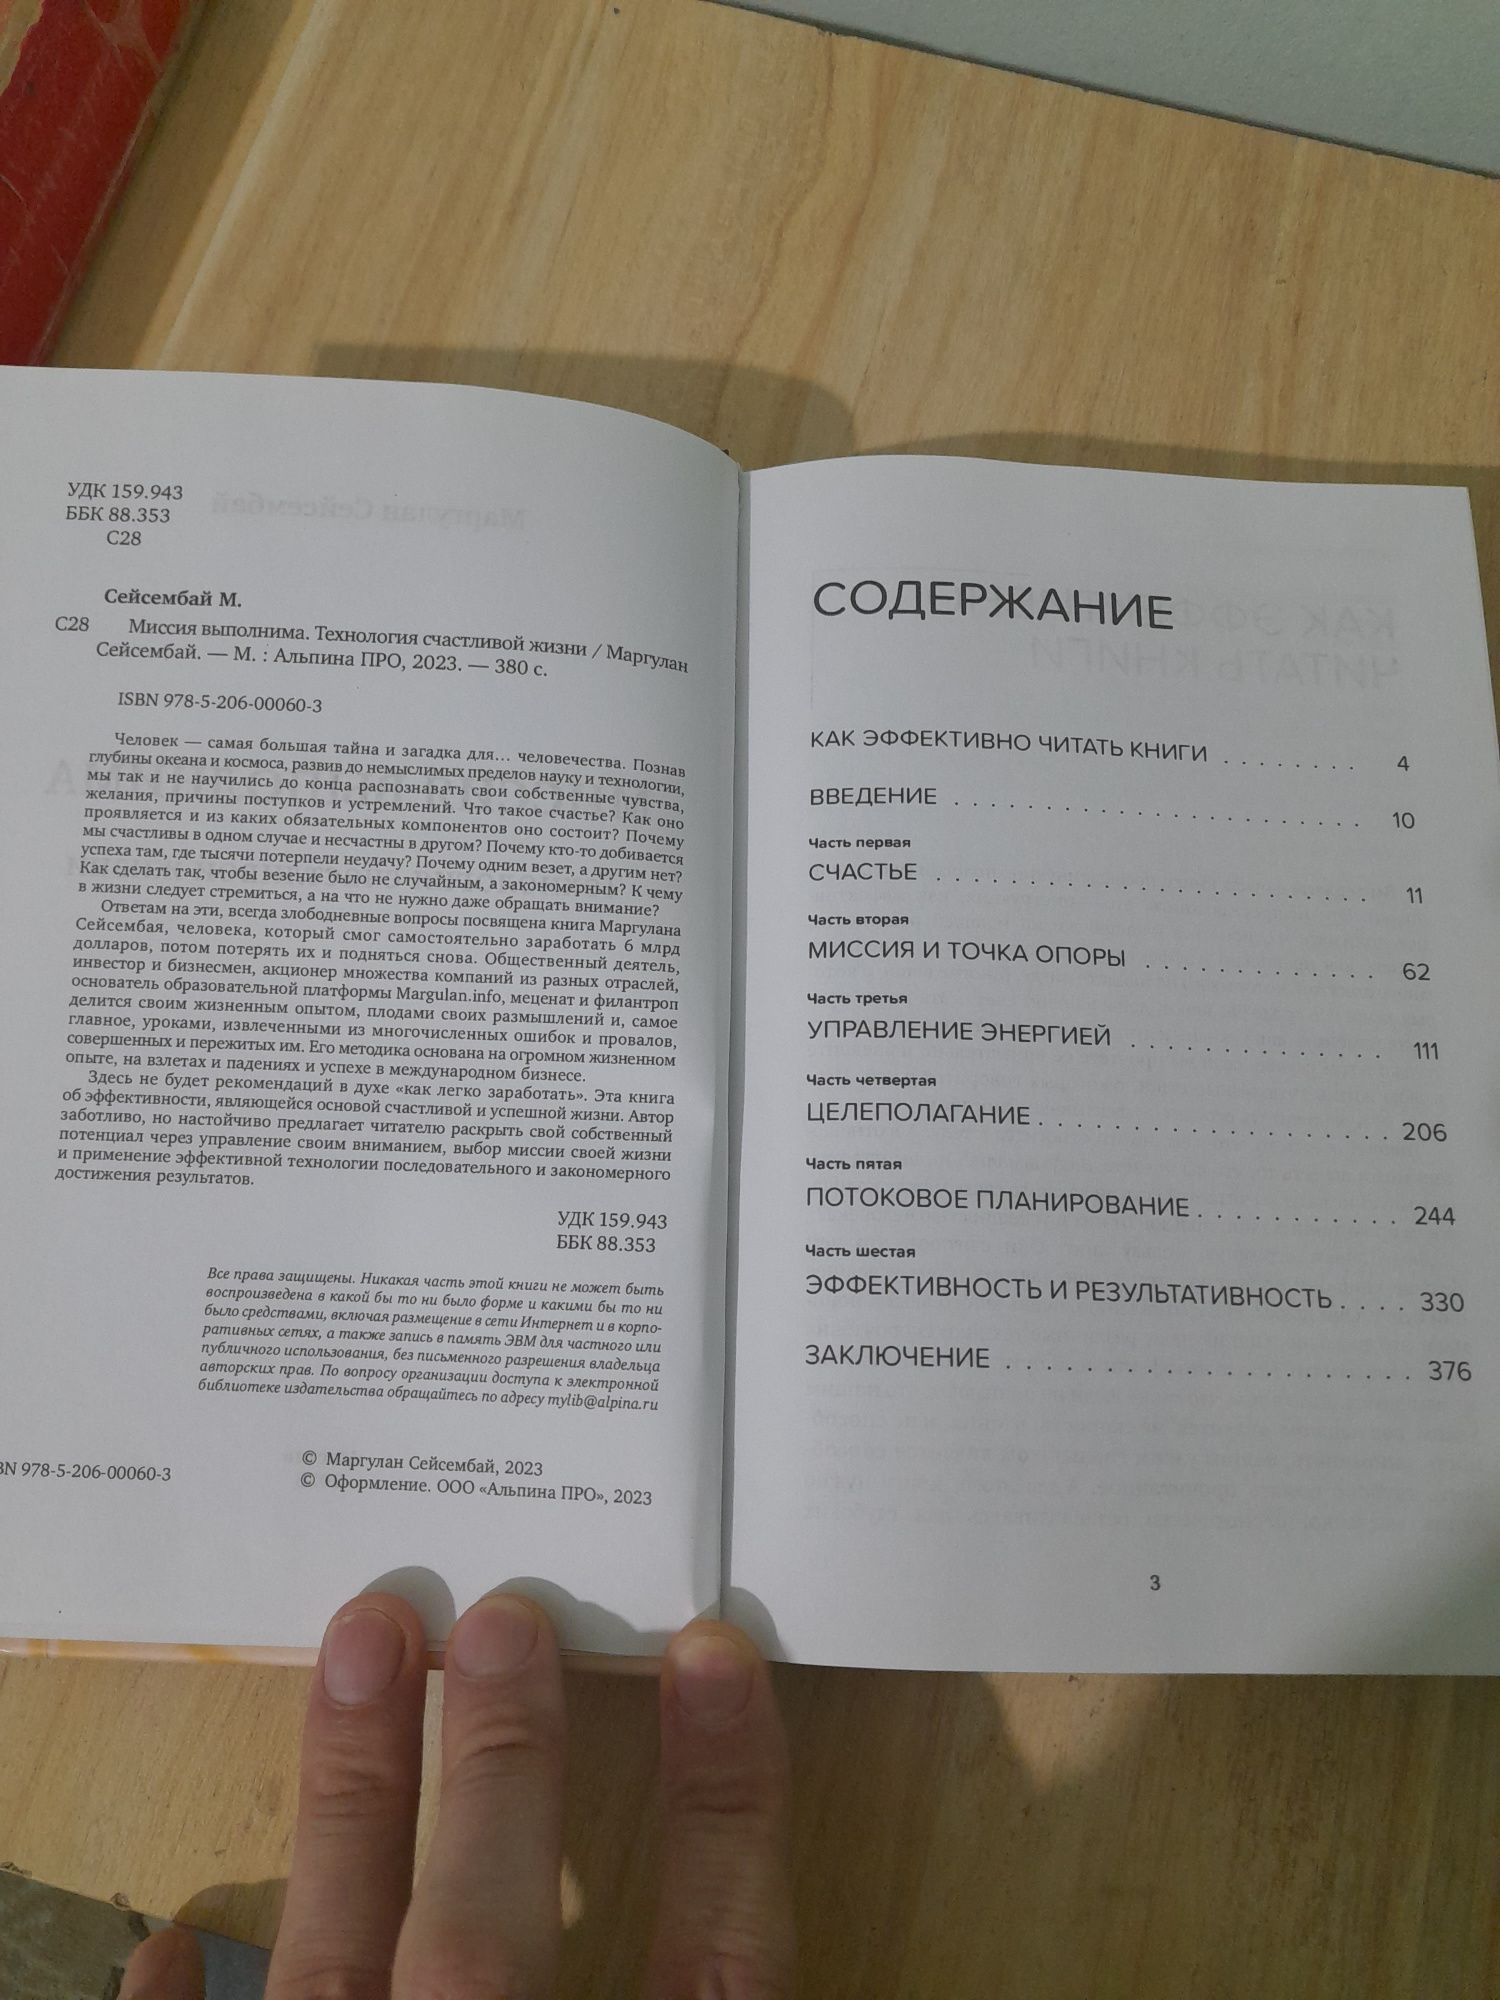 УДК 159.943
ББК 88.353
С28
Сейсембай М.
С28 Миссия выполнима. Технология счастливой жизни / Маргулан
Сейсембай. — М. : Альпина ПРО, 2023. — 380 с.
ISBN 978-5-206-00060-3
Человек — самая большая тайна и загадка для… человечества. Познав
глубины океана и космоса, развив до немыслимых пределов науку и технологии,
мы так и не научились до конца распознавать свои собственные чувства,
желания, причины поступков и устремлений. Что такое счастье? Как оно
проявляется и из каких обязательных компонентов оно состоит? Почему
мы счастливы в одном случае и несчастны в другом? Почему кто-то добивается
успеха там, где тысячи потерпели неудачу? Почему одним везет, а другим нет?
Как сделать так, чтобы везение было не случайным, а закономерным? К чему
в жизни следует стремиться, а на что не нужно даже обращать внимание?
Ответам на эти, всегда злободневные вопросы посвящена книга Маргулана
Сейсембая, человека, который смог самостоятельно заработать 6 млрд
долларов, потом потерять их и подняться снова. Общественный деятель,
инвестор и бизнесмен, акционер множества компаний из разных отраслей,
основатель образовательной платформы Margulan.info, меценат и филантроп
делится своим жизненным опытом, плодами своих размышлений и, самое
главное, уроками, извлеченными из многочисленных ошибок и провалов,
совершенных и пережитых им. Его методика основана на огромном жизненном
опыте, на взлетах и падениях и успехе в международном бизнесе.
Здесь не будет рекомендаций в духе «как легко заработать». Эта книга
об эффективности, являющейся основой счастливой и успешной жизни. Автор
заботливо, но настойчиво предлагает читателю раскрыть свой собственный
потенциал через управление своим вниманием, выбор миссии своей жизни
и применение эффективной технологии последовательного и закономерного
достижения результатов.
УДК 159.943
ББК 88.353
Все права защищены. Никакая часть этой книги не может быть
воспроизведена в какой бы то ни было форме и какими бы то ни
было средствами, включая размещение в сети Интернет и в корпо-
ративных сетях, а также запись в память ЭВМ для частного или
публичного использования, без письменного разрешения владельца
авторских прав. По вопросу организации доступа к электронной
библиотеке издательства обращайтесь по адресу mylib@alpina.ru
© Маргулан Сейсембай, 2023
BN 978-5-206-00060-3 © Оформление. ООО «Альпина ПРО», 2023
СОДЕРЖАНИЕ
КАК ЭФФЕКТИВНО ЧИТАТЬ КНИГИ . . . . . . . . 4
ВВЕДЕНИЕ . . . . . . . . . . . . . . . . . . . . . . 10
Часть первая
СЧАСТЬЕ . . . . . . . . . . . . . . . . . . . . . . . . 11
Часть вторая
МИССИЯ И ТОЧКА ОПОРЫ . . . . . . . . . . . . . 62
Часть третья
УПРАВЛЕНИЕ ЭНЕРГИЕЙ . . . . . . . . . . . . . . 111
Часть четвертая
ЦЕЛЕПОЛАГАНИЕ . . . . . . . . . . . . . . . . . . . 206
Часть пятая
ПОТОКОВОЕ ПЛАНИРОВАНИЕ . . . . . . . . . . . 244
Часть шестая
ЭФФЕКТИВНОСТЬ И РЕЗУЛЬТАТИВНОСТЬ . . . . 330
ЗАКЛЮЧЕНИЕ . . . . . . . . . . . . . . . . . . . . . . 376
3